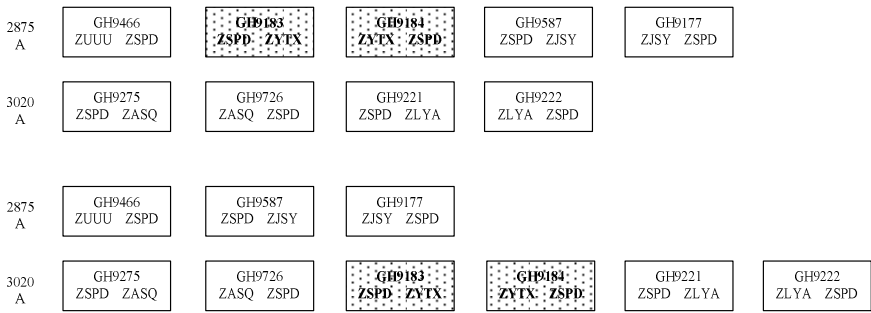 2875
A
GH9466
ZUUU ZSPD
GH9183
ZSPD ZYTX
GH9184
ZYTX ZSPD
GH9587
ZSPD ZJSY
GH9177
ZJSY ZSPD
3020
A
GH9275
ZSPD ZASQ
GH9726
ZASQ ZSPD
GH9221
ZSPD ZLYA
GH9222
ZLYA ZSPD
2875
A
GH9466
ZUUU ZSPD
GH9587
ZSPD ZJSY
GH9177
ZJSY ZSPD
3020
A
GH9275
ZSPD ZASQ
GH9726
ZASQ ZSPD
GH9183
ZSPD ZYTX
GH9184
ZYTX ZSPD
GH9221
ZSPD ZLYA
GH9222
ZLYA ZSPD